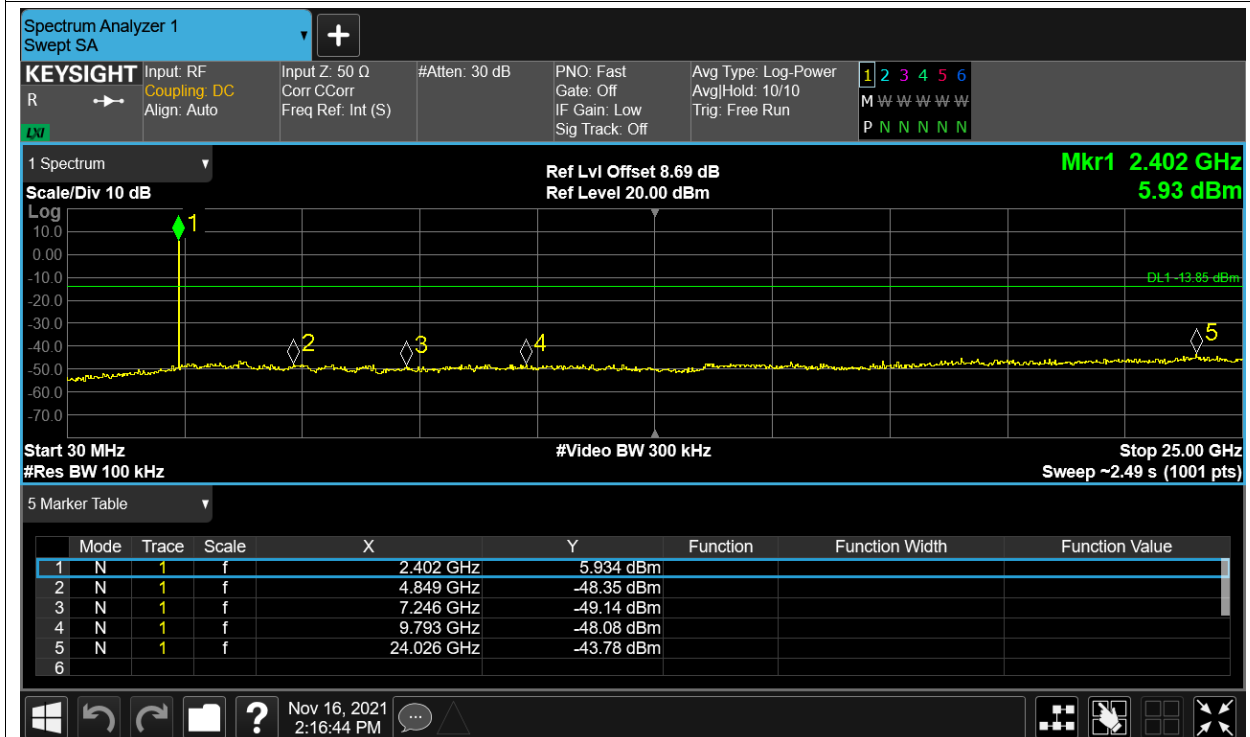 Spectrum Analyzer 1
Swept SA
+
KEYSIGHT
R
LXI
Input: RF
Coupling: DC
Align: Auto
Input Z: 50 Ω
Corr CCorr
Freq Ref: Int (S)
#Atten: 30 dB
PNO: Fast
Gate: Off
IF Gain: Low
Sig Track: Off
Avg Type: Log-Power
Avg|Hold: 10/10
Trig: Free Run
1 2 3 4 5 6
M W W W W W
P N N N N N
1 Spectrum
Scale/Div 10 dB
Ref Lvl Offset 8.69 dB
Ref Level 20.00 dBm
Mkr1 2.402 GHz
5.93 dBm
Log
10.0
0.00
-10.0
-20.0
-30.0
-40.0
-50.0
-60.0
-70.0
1
2
3
4
5
DL1 -13.85 dBm
Start 30 MHz
#Video BW 300 kHz
Stop 25.00 GHz
#Res BW 100 kHz
Sweep ~2.49 s (1001 pts)
5 Marker Table
Mode Trace Scale X Y Function Function Width Function Value
1 N 1 f 2.402 GHz 5.934 dBm
2 N 1 f 4.849 GHz -48.35 dBm
3 N 1 f 7.246 GHz -49.14 dBm
4 N 1 f 9.793 GHz -48.08 dBm
5 N 1 f 24.026 GHz -43.78 dBm
6
?
Nov 16, 2021
2:16:44 PM